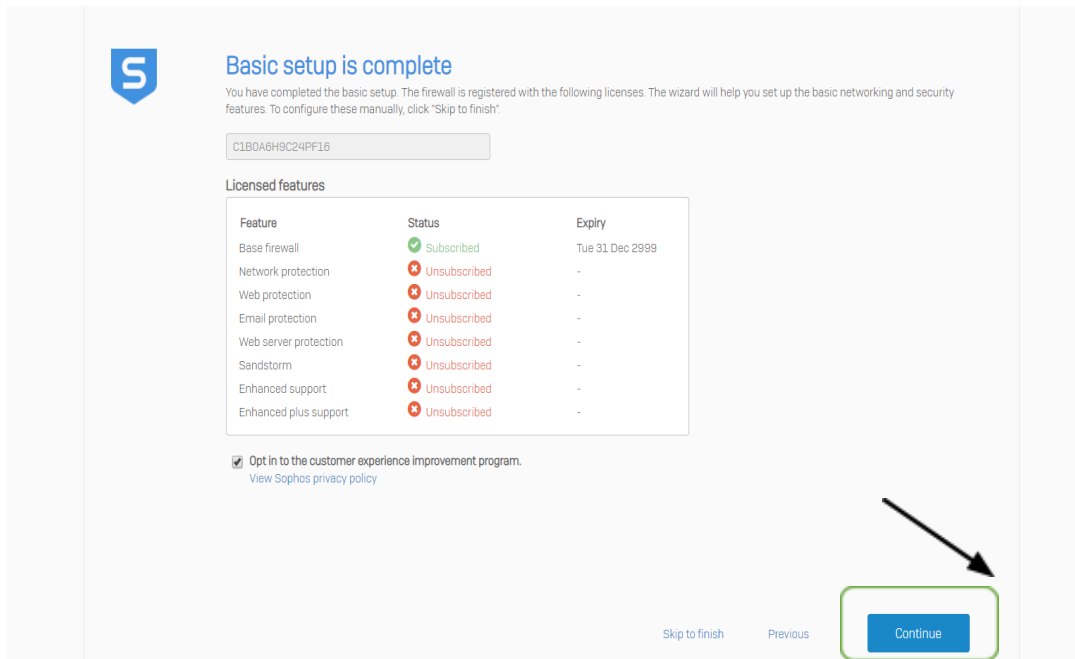 S
Basic setup is complete
You have completed the basic setup. The firewall is registered with the following licenses. The wizard will help you set up the basic networking and security
features. To configure these manually, click "Skip to finish".
C1B0A6H9C24PF16
Licensed features
Feature Status Expiry
Base firewall Subscribed Tue 31 Dec 2999
Network protection Unsubscribed -
Web protection Unsubscribed -
Email protection Unsubscribed -
Web server protection Unsubscribed -
Sandstorm Unsubscribed -
Enhanced support Unsubscribed -
Enhanced plus support Unsubscribed -
Opt in to the customer experience improvement program.
View Sophos privacy policy
Skip to finish Previous Continue